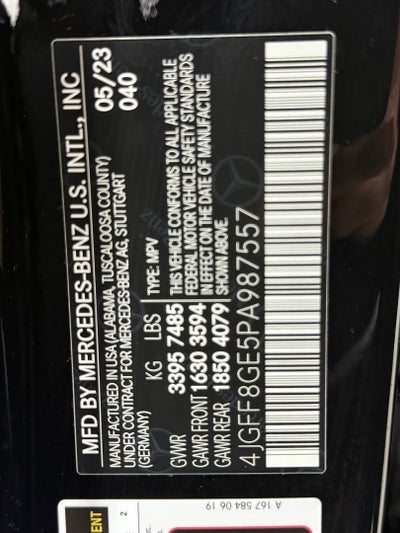 MFD BY MERCEDES-BENZ U.S. INTL., INC
MANUFACTURED IN USA (ALABAMA, TUSCALOOSA COUNTY) 05/23
UNDER CONTRACT FOR MERCEDES-BENZ AG, STUTTGART 040
(GERMANY)
KG LBS TYPE: MPV
GVWR 3395 7485 THIS VEHICLE CONFORMS TO ALL APPLICABLE
GAWR FRONT 1630 3594 FEDERAL MOTOR VEHICLE SAFETY STANDARDS
GAWR REAR 1850 4079 IN EFFECT ON THE DATE OF MANUFACTURE
4JGFF8GE5PA987557
A 167 584 06 19
2